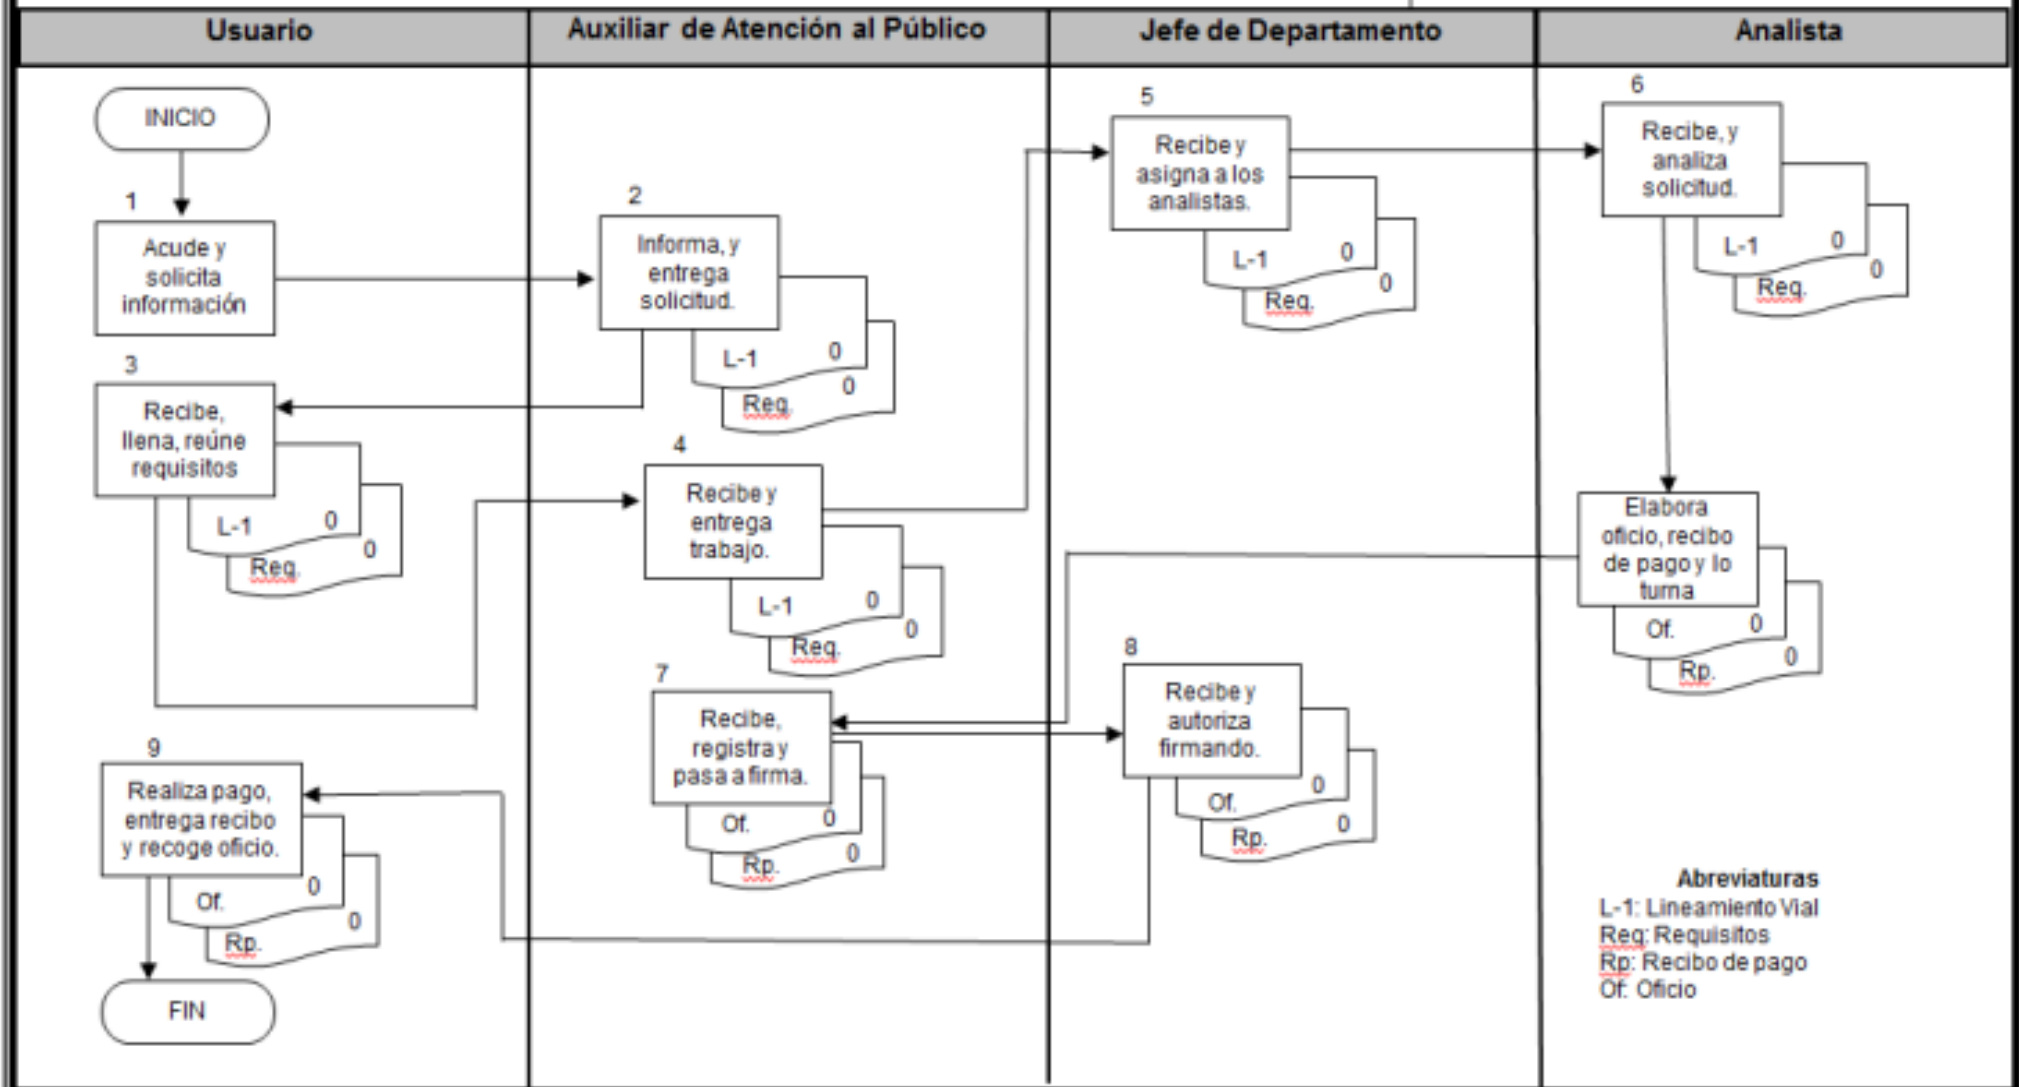 Usuario
Auxiliar de Atención al Público
Jefe de Departamento
Analista
INICIO
1
Acude y
solicita
información
2
Informa, y
entrega
solicitud.
L-1 0
Req. 0
3
Recibe,
llena, reúne
requisitos
L-1 0
Req. 0
4
Recibe y
entrega
trabajo.
L-1 0
Req. 0
5
Recibe y
asigna a los
analistas.
L-1 0
Req. 0
6
Recibe, y
analiza
solicitud.
L-1 0
Req. 0
Elabora
oficio, recibo
de pago y lo
turna
Of. 0
Rp. 0
7
Recibe,
registra y
pasa a firma.
Of. 0
Rp. 0
8
Recibe y
autoriza
firmando.
Of. 0
Rp. 0
9
Realiza pago,
entrega recibo
y recoge oficio.
Of. 0
Rp. 0
FIN
Abreviaturas
L-1: Lineamiento Vial
Req: Requisitos
Rp: Recibo de pago
Of: Oficio